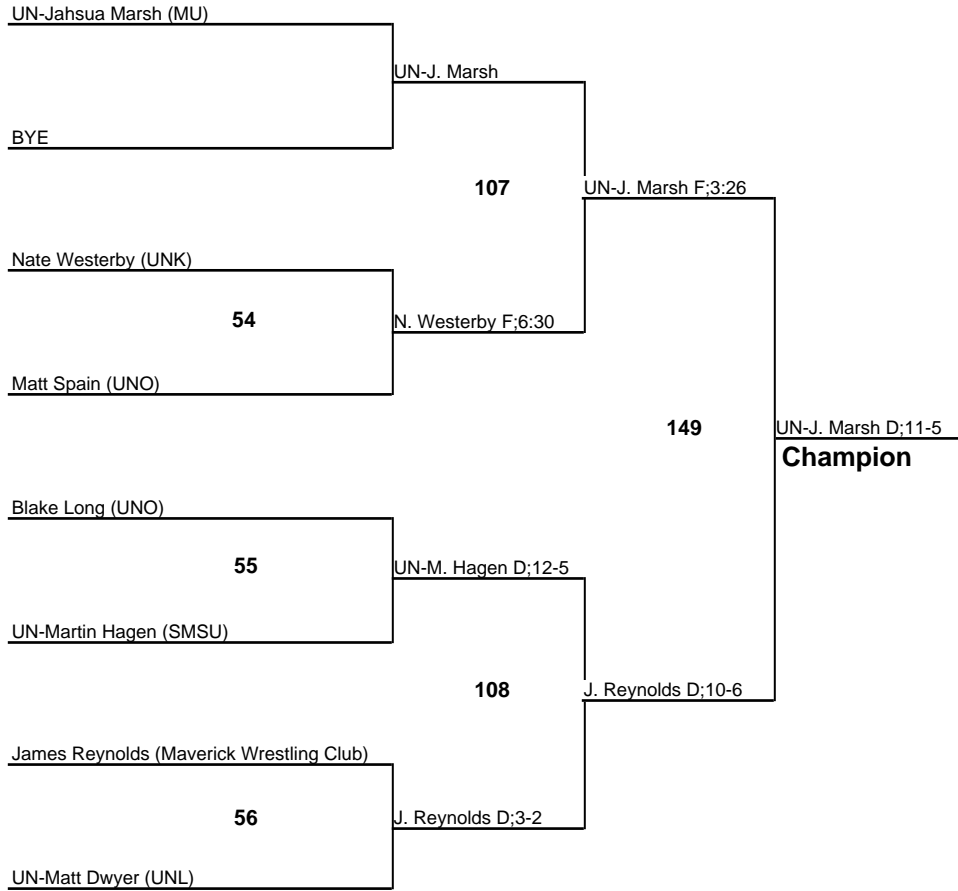 UN-Jahsua Marsh (MU)
UN-J. Marsh
BYE
107
UN-J. Marsh F;3:26
Nate Westerby (UNK)
54
N. Westerby F;6:30
Matt Spain (UNO)
149
UN-J. Marsh D;11-5
Champion
Blake Long (UNO)
55
UN-M. Hagen D;12-5
UN-Martin Hagen (SMSU)
108
J. Reynolds D;10-6
James Reynolds (Maverick Wrestling Club)
56
J. Reynolds D;3-2
UN-Matt Dwyer (UNL)